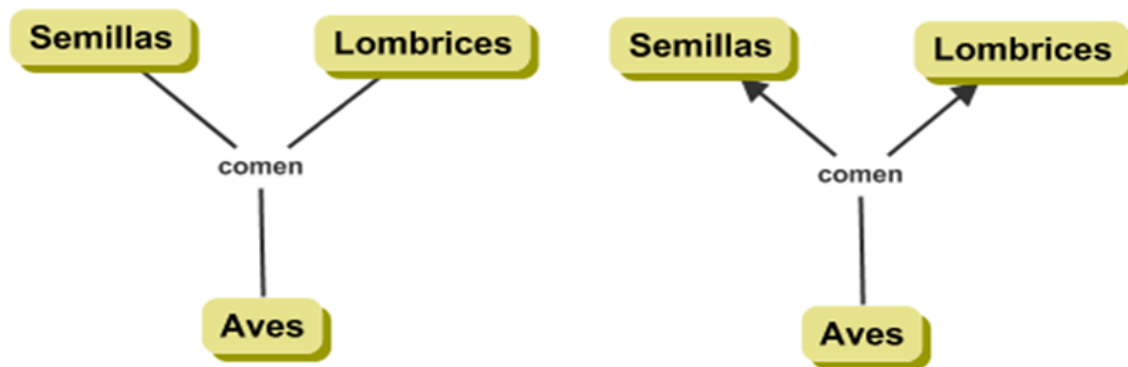 Semillas
Lombrices
comen
Aves
Semillas
Lombrices
comen
Aves